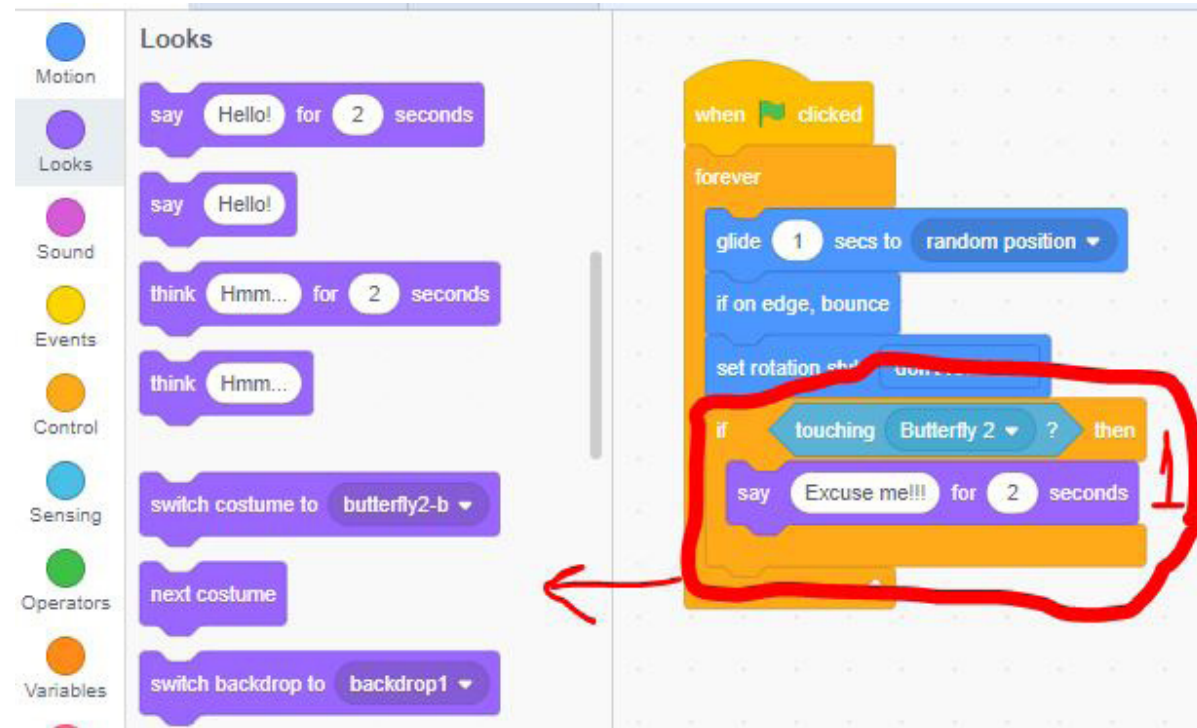 Motion
Looks
Sound
Events
Control
Sensing
Operators
Variables
Looks
say Hello! for 2 seconds
say Hello!
think Hmm... for 2 seconds
think Hmm...
switch costume to butterfly2-b
next costume
switch backdrop to backdrop1
when clicked
forever
glide 1 secs to random position
if on edge, bounce
set rotation
if touching Butterfly 2 ? then
say Excuse me!!! for 2 seconds
1